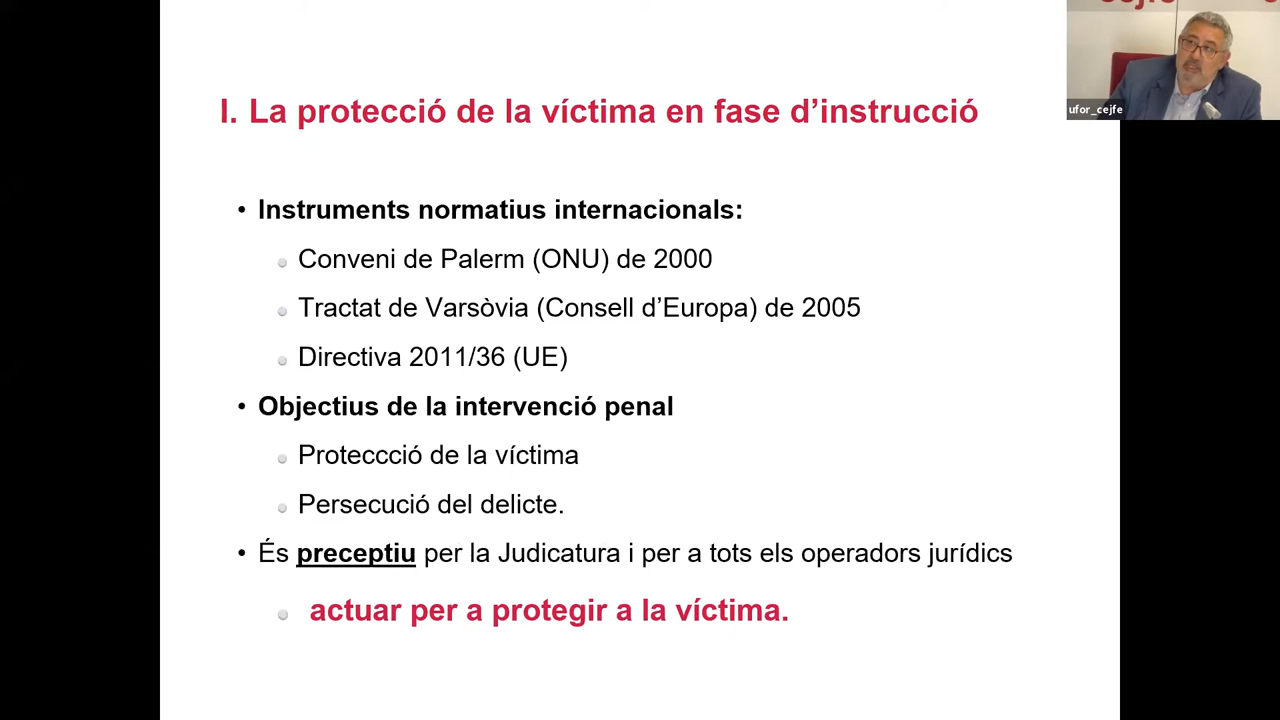 cejfe
ufor_cejfe
I. La protecció de la víctima en fase d’instrucció
• Instruments normatius internacionals:
Conveni de Palerm (ONU) de 2000
Tractat de Varsòvia (Consell d’Europa) de 2005
Directiva 2011/36 (UE)
• Objectius de la intervenció penal
Proteccció de la víctima
Persecució del delicte.
• És preceptiu per la Judicatura i per a tots els operadors jurídics
actuar per a protegir a la víctima.